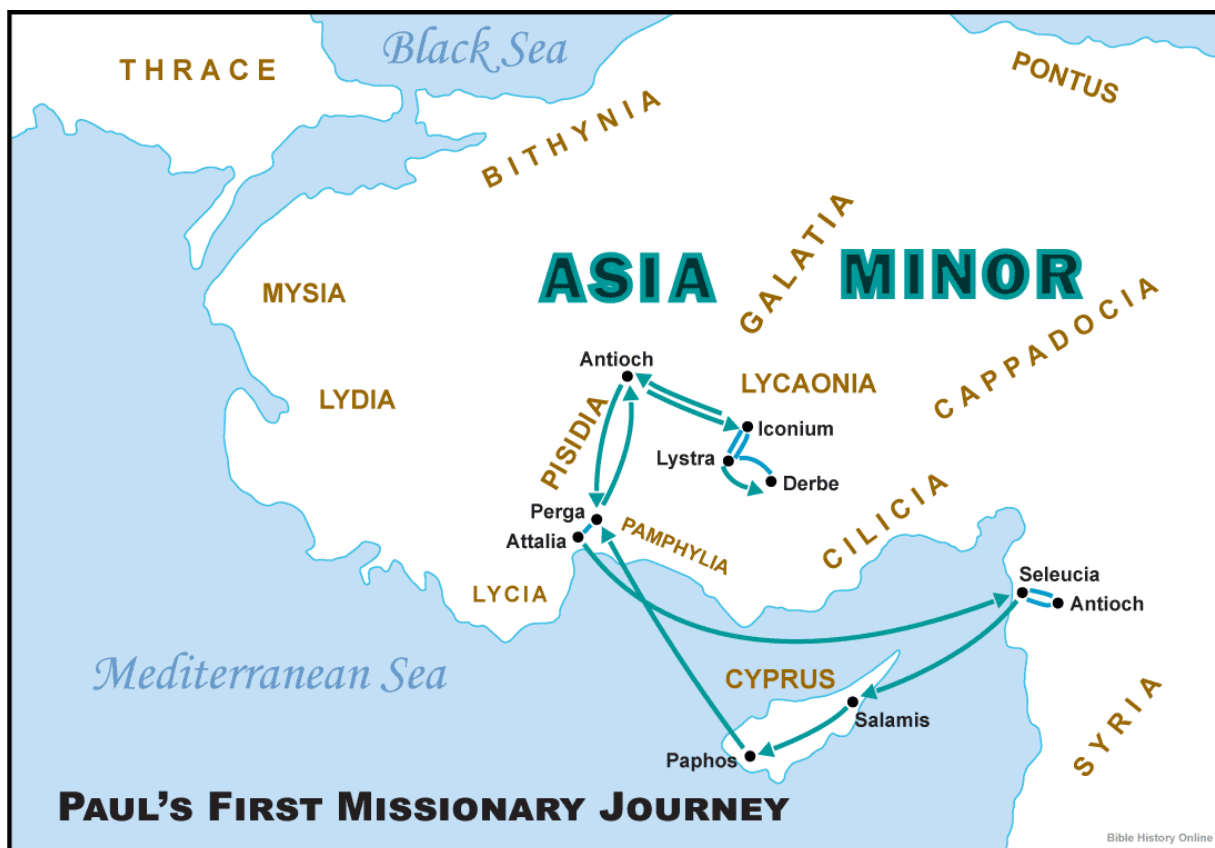 Black Sea
THRACE
PONTUS
BITHYNIA
GALATIA
ASIA MINOR
MYSIA
CAPPADOCIA
Antioch
LYCAONIA
LYDIA
PISIDIA
Iconium
Lystra
Derbe
Perga
CILICIA
Attalia
PAMPHYLIA
Seleucia
LYCIA
Antioch
Mediterranean Sea
CYPRUS
Salamis
SYRIA
Paphos
PAUL'S FIRST MISSIONARY JOURNEY
Bible History Online